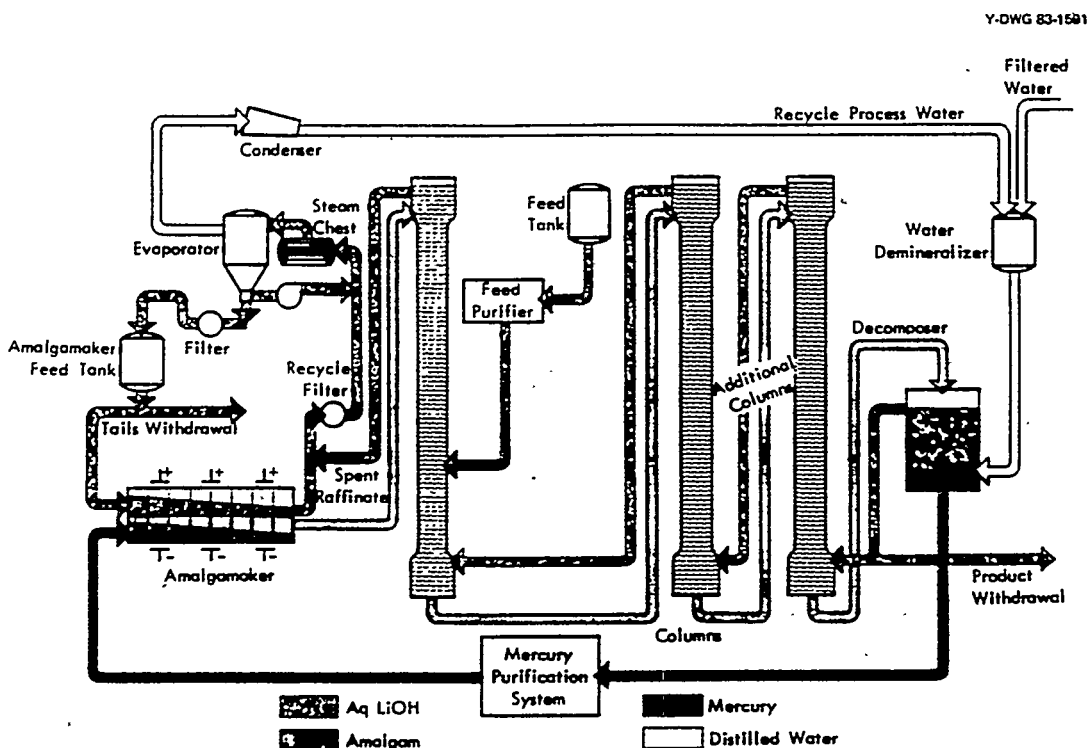 Y-DWG 83-1591
Filtered
Water
Recycle Process Water
Condenser
Steam
Chest
Feed
Tank
Evaporator
Water
Demineralizer
Feed
Purifier
Decomposer
Amalgamaker
Feed Tank
Filter
Recycle
Filter
Additional
Columns
Tails Withdrawal
Spent
Raffinate
+ + +
- - -
Amalgamaker
Product
Withdrawal
Columns
Mercury
Purification
System
Aq LiOH
Mercury
Amalgam
Distilled Water